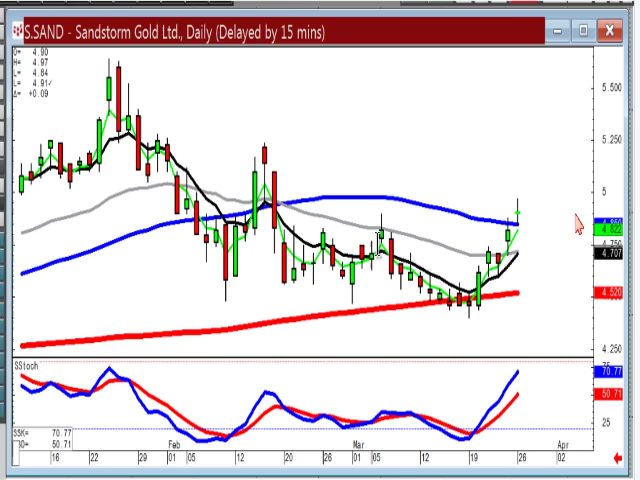 S.SAND - Sandstorm Gold Ltd., Daily (Delayed by 15 mins)
O= 4.90
H= 4.97
L= 4.84
L= 4.91
Δ= +0.09
5.500
5.250
5
4.822
4.707
4.520
4.250
SStoch
75
70.77
50.71
25
SSK= 70.77
D= 50.71
Feb Mar Apr
16 22 29 01 05 12 20 26 01 05 12 19 26 02